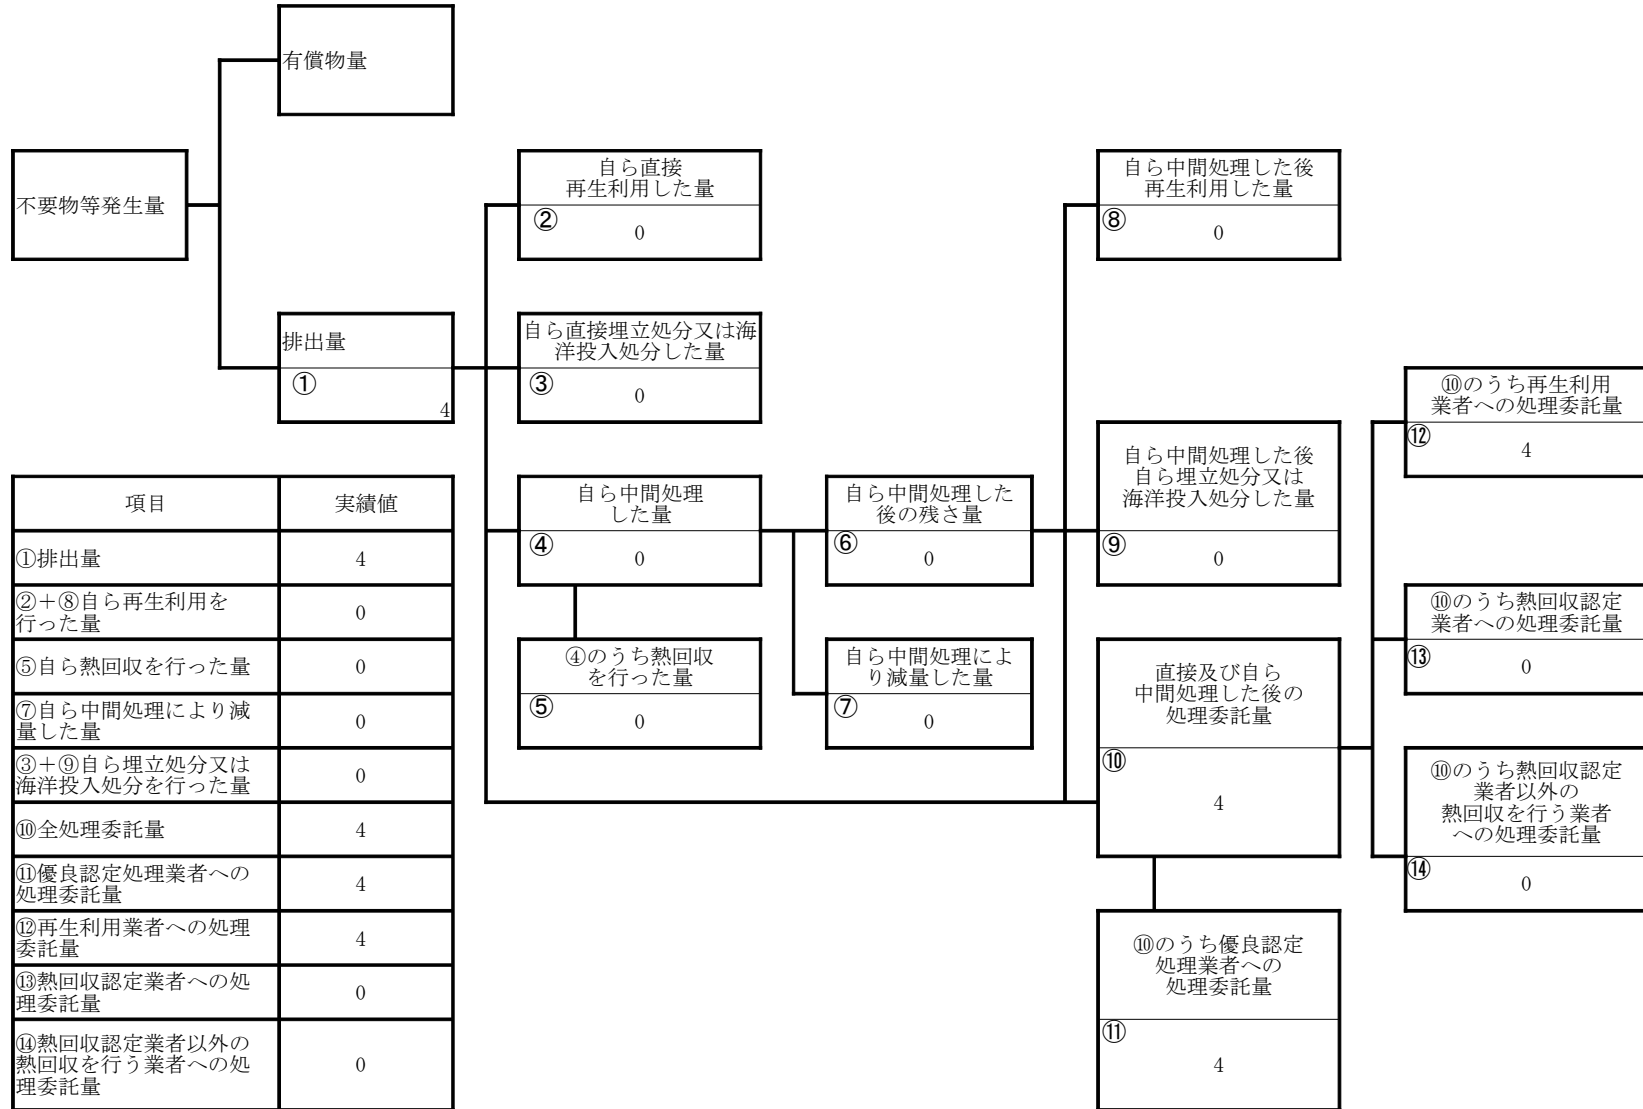 有償物量
不要物等発生量
排出量
①
4
自ら直接
再生利用した量
②
0
自ら直接埋立処分又は海
洋投入処分した量
③
0
自ら中間処理
した量
④
0
④のうち熱回収
を行った量
⑤
0
自ら中間処理した
後の残さ量
⑥
0
自ら中間処理によ
り減量した量
⑦
0
自ら中間処理した後
再生利用した量
⑧
0
自ら中間処理した後
自ら埋立処分又は
海洋投入処分した量
⑨
0
直接及び自ら
中間処理した後の
処理委託量
⑩
4
⑩のうち優良認定
処理業者への
処理委託量
⑪
4
⑩のうち再生利用
業者への処理委託量
⑫
4
⑩のうち熱回収認定
業者への処理委託量
⑬
0
⑩のうち熱回収認定
業者以外の
熱回収を行う業者
への処理委託量
⑭
0
項目 実績値
①排出量 4
②＋⑧自ら再生利用を
行った量 0
⑤自ら熱回収を行った量 0
⑦自ら中間処理により減
量した量 0
③＋⑨自ら埋立処分又は
海洋投入処分を行った量 0
⑩全処理委託量 4
⑪優良認定処理業者への
処理委託量 4
⑫再生利用業者への処理
委託量 4
⑬熱回収認定業者への処
理委託量 0
⑭熱回収認定業者以外の
熱回収を行う業者への処
理委託量 0